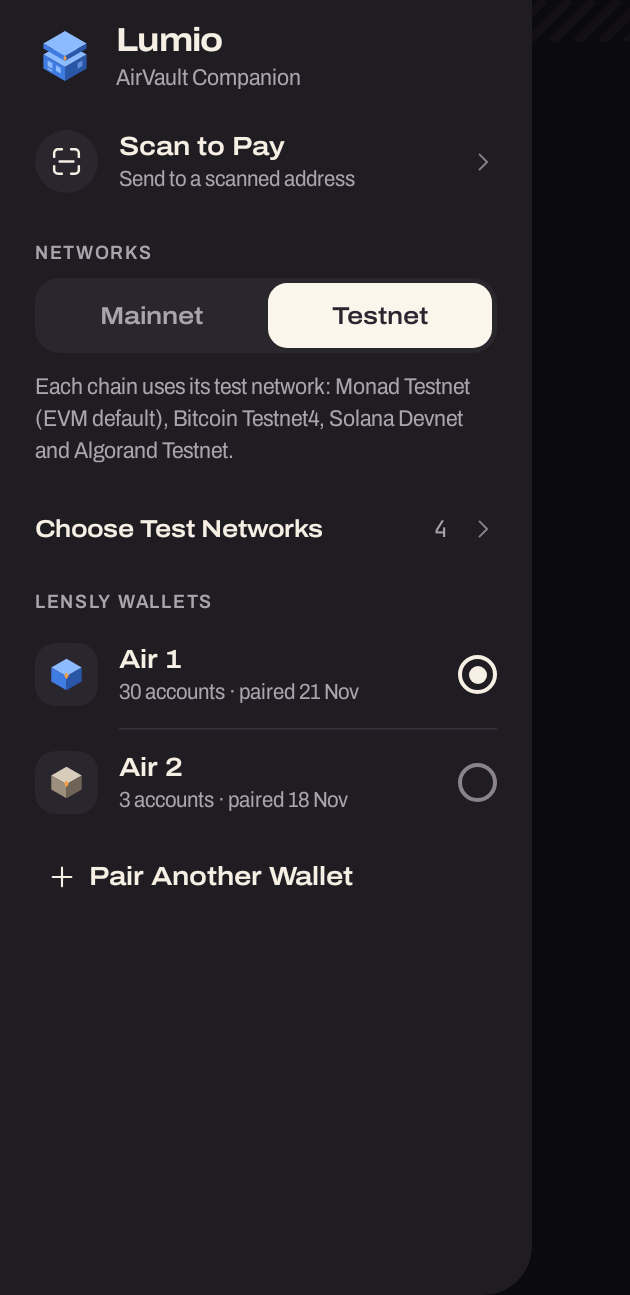 Lumio
AirVault Companion
Scan to Pay
Send to a scanned address
NETWORKS
Mainnet
Testnet
Each chain uses its test network: Monad Testnet
(EVM default), Bitcoin Testnet4, Solana Devnet
and Algorand Testnet.
Choose Test Networks 4
LENSLY WALLETS
Air 1
30 accounts · paired 21 Nov
Air 2
3 accounts · paired 18 Nov
Pair Another Wallet